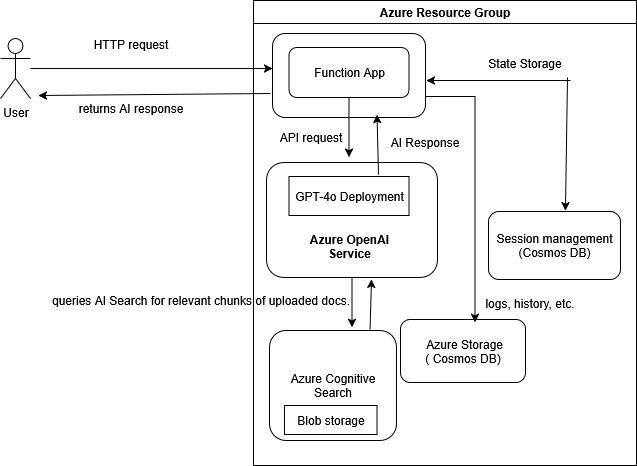 Azure Resource Group
HTTP request
Function App
State Storage
User
returns AI response
API request
AI Response
GPT-4o Deployment
Azure OpenAI
Service
Session management
(Cosmos DB)
queries AI Search for relevant chunks of uploaded docs.
logs, history, etc.
Azure Storage
( Cosmos DB)
Azure Cognitive
Search
Blob storage